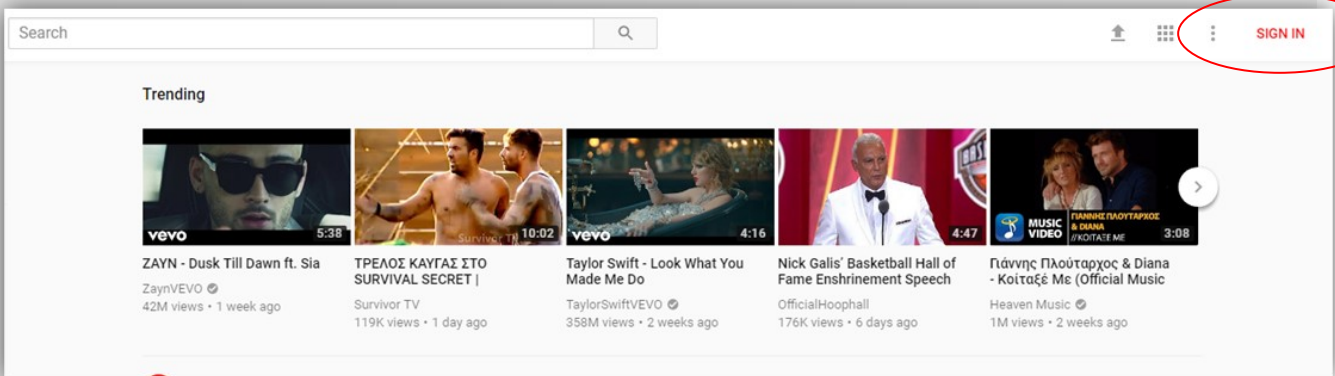 Search
SIGN IN
Trending
vevo
5:38
Survivor
10:02
vevo
4:16
4:47
MUSIC
VIDEO
ΓΙΑΝΝΗΣ ΠΛΟΥΤΑΡΧΟΣ
& DIANA
//ΚΟΙΤΑΞΕ ΜΕ
3:08
ZAYN - Dusk Till Dawn ft. Sia
ZaynVEVO
42M views • 1 week ago
ΤΡΕΛΟΣ ΚΑΥΓΑΣ ΣΤΟ
SURVIVAL SECRET |
Survivor TV
119K views • 1 day ago
Taylor Swift - Look What You
Made Me Do
TaylorSwiftVEVO
358M views • 2 weeks ago
Nick Galis' Basketball Hall of
Fame Enshrinement Speech
OfficialHoophall
176K views • 6 days ago
Γιάννης Πλούταρχος & Diana
- Κοίταξέ Με (Official Music
Heaven Music
1M views • 2 weeks ago